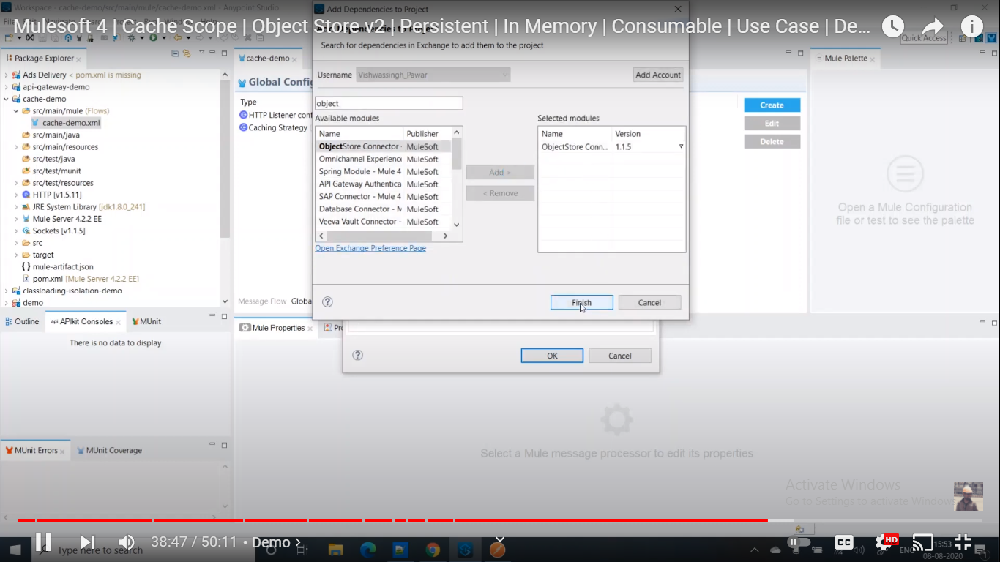 Workspace - cache-demo/src/main/mule/cache-demo.xml - Anypoint Studio
Mulesoft 4 | Cache Scope | Object Store v2 | Persistent | In Memory | Consumable | Use Case | De...
Quick Access
Add Dependencies to Project
Search for dependencies in Exchange to add them to the project
Username
Vishwassingh_Pawar
Add Account
object
Available modules
Name Publisher
ObjectStore Connector - MuleSoft
Omnichannel Experienc MuleSoft
Spring Module - Mule 4 MuleSoft
API Gateway Authentica MuleSoft
SAP Connector - Mule 4 MuleSoft
Database Connector - M MuleSoft
Veeva Vault Connector - MuleSoft
Open Exchange Preference Page
Add »
< Remove
Selected modules
Name Version
ObjectStore Conn... 1.1.5
Finish
Cancel
OK
Cancel
Package Explorer
Ads Delivery < pom.xml is missing
api-gateway-demo
cache-demo
src/main/mule (Flows)
cache-demo.xml
src/main/java
src/main/resources
src/test/java
src/test/munit
src/test/resources
HTTP [v1.5.11]
JRE System Library [jdk1.8.0_241]
Mule Server 4.2.2 EE
Sockets [v1.1.5]
src
target
mule-artifact.json
pom.xml [Mule Server 4.2.2 EE]
classloading-isolation-demo
demo
cache-demo
Global Config
Type
HTTP Listener conf
Caching Strategy (
Message Flow Globa
Create
Edit
Delete
Mule Palette
Open a Mule Configuration
file or test to see the palette
Outline
API APIkit Consoles
MUnit
There is no data to display
Mule Properties
Pr
Select a Mule message processor to edit its properties
MUnit Errors
MUnit Coverage
Activate Windows
Go to Settings to activate Windows
38:47 / 50:11 • Demo
HD
CC
Type here to search
ENG
15:53
08-08-2020